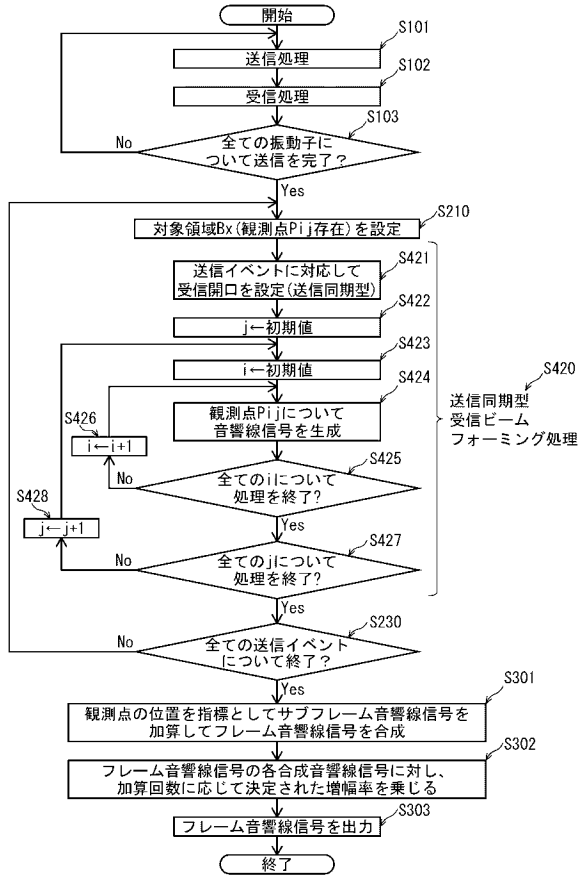 開始
S101
送信処理
S102
受信処理
S103
全ての振動子に
ついて送信を完了？
No
Yes
S210
対象領域Bx(観測点Pij存在)を設定
S421
送信イベントに対応して
受信開口を設定(送信同期型)
S422
j←初期値
S423
i←初期値
S424
観測点Pijについて
音響線信号を生成
S426
i←i+1
S425
全てのiについて
処理を終了?
No
Yes
S428
j←j+1
S427
全てのjについて
処理を終了?
No
Yes
S420
送信同期型
受信ビーム
フォーミング処理
S230
全ての送信イベント
について終了？
No
Yes
S301
観測点の位置を指標としてサブフレーム音響線信号を
加算してフレーム音響線信号を合成
S302
フレーム音響線信号の各合成音響線信号に対し、
加算回数に応じて決定された増幅率を乗じる
S303
フレーム音響線信号を出力
終了